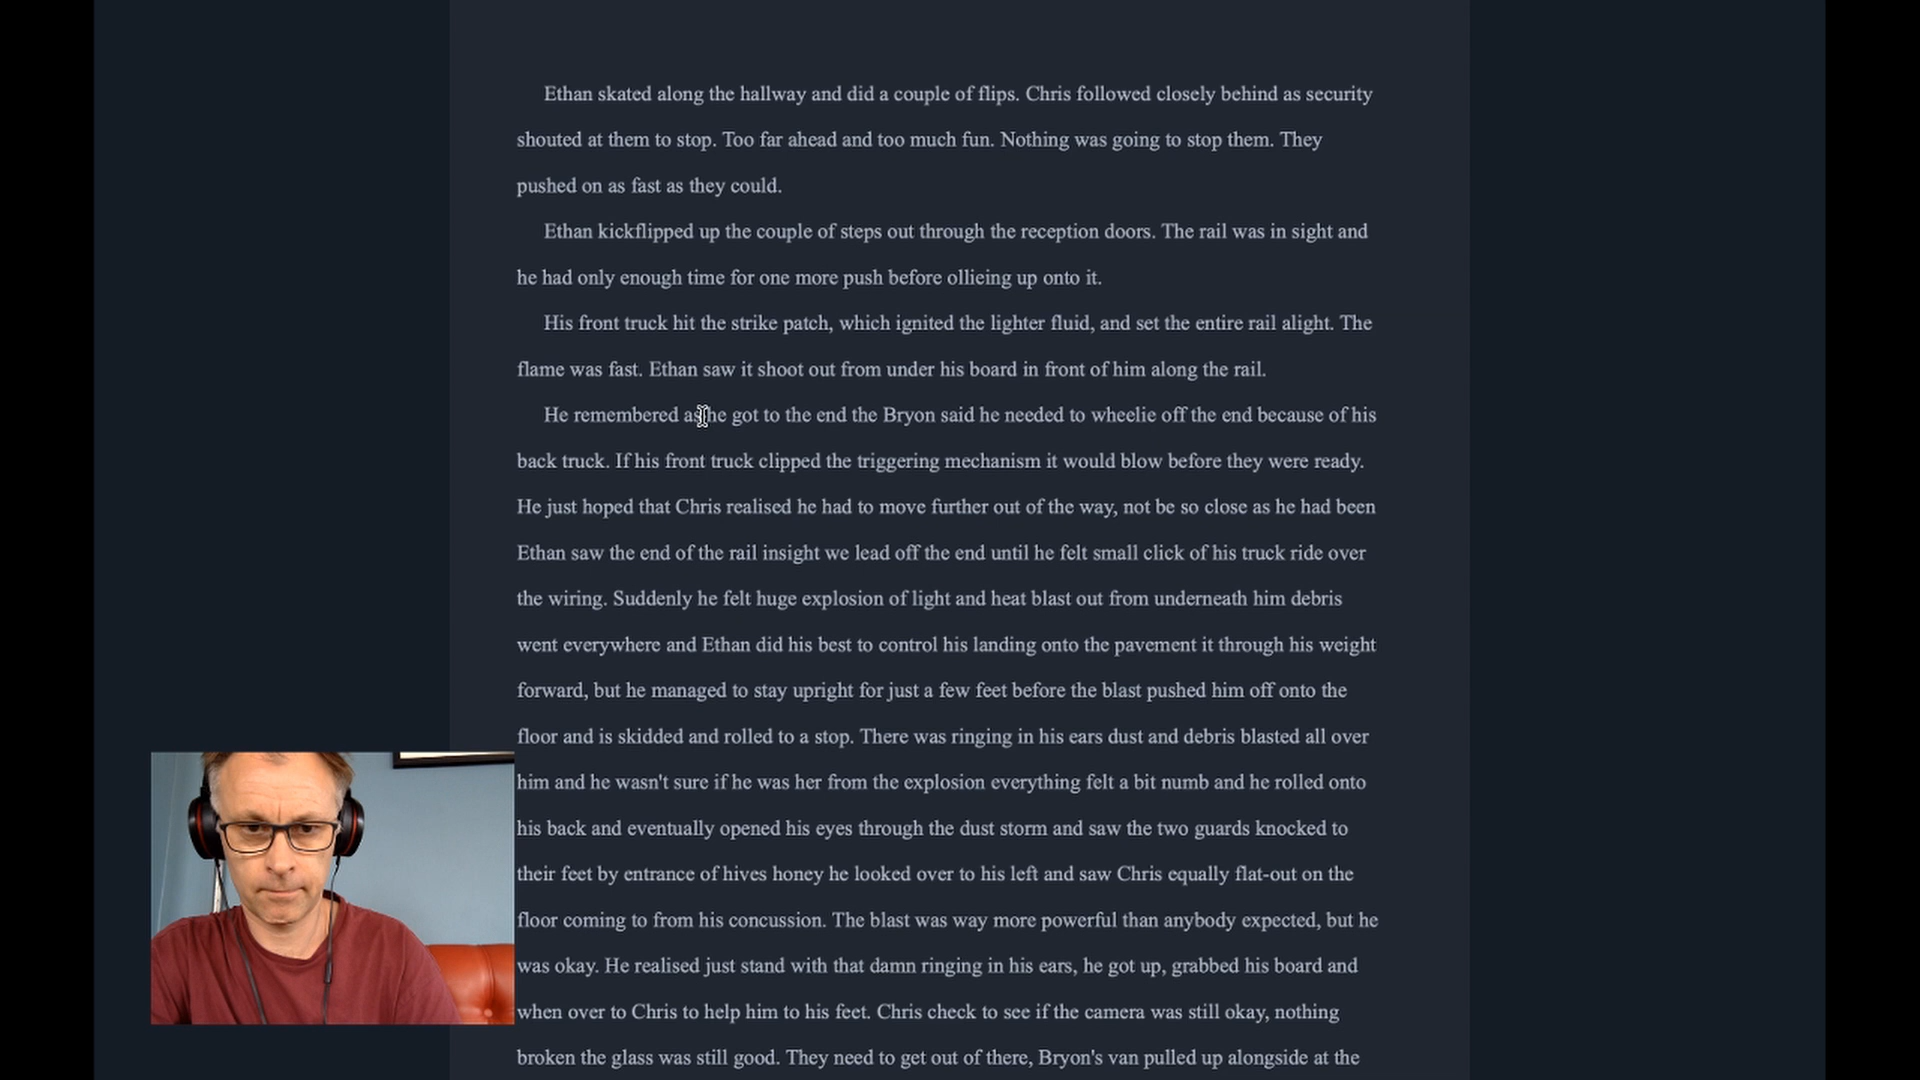 Ethan skated along the hallway and did a couple of flips. Chris followed closely behind as security
shouted at them to stop. Too far ahead and too much fun. Nothing was going to stop them. They
pushed on as fast as they could.
Ethan kickflipped up the couple of steps out through the reception doors. The rail was in sight and
he had only enough time for one more push before ollieing up onto it.
His front truck hit the strike patch, which ignited the lighter fluid, and set the entire rail alight. The
flame was fast. Ethan saw it shoot out from under his board in front of him along the rail.
He remembered as he got to the end the Bryon said he needed to wheelie off the end because of his
back truck. If his front truck clipped the triggering mechanism it would blow before they were ready.
He just hoped that Chris realised he had to move further out of the way, not be so close as he had been
Ethan saw the end of the rail insight we lead off the end until he felt small click of his truck ride over
the wiring. Suddenly he felt huge explosion of light and heat blast out from underneath him debris
went everywhere and Ethan did his best to control his landing onto the pavement it through his weight
forward, but he managed to stay upright for just a few feet before the blast pushed him off onto the
floor and is skidded and rolled to a stop. There was ringing in his ears dust and debris blasted all over
him and he wasn't sure if he was her from the explosion everything felt a bit numb and he rolled onto
his back and eventually opened his eyes through the dust storm and saw the two guards knocked to
their feet by entrance of hives honey he looked over to his left and saw Chris equally flat-out on the
floor coming to from his concussion. The blast was way more powerful than anybody expected, but he
was okay. He realised just stand with that damn ringing in his ears, he got up, grabbed his board and
when over to Chris to help him to his feet. Chris check to see if the camera was still okay, nothing
broken the glass was still good. They need to get out of there, Bryon's van pulled up alongside at the